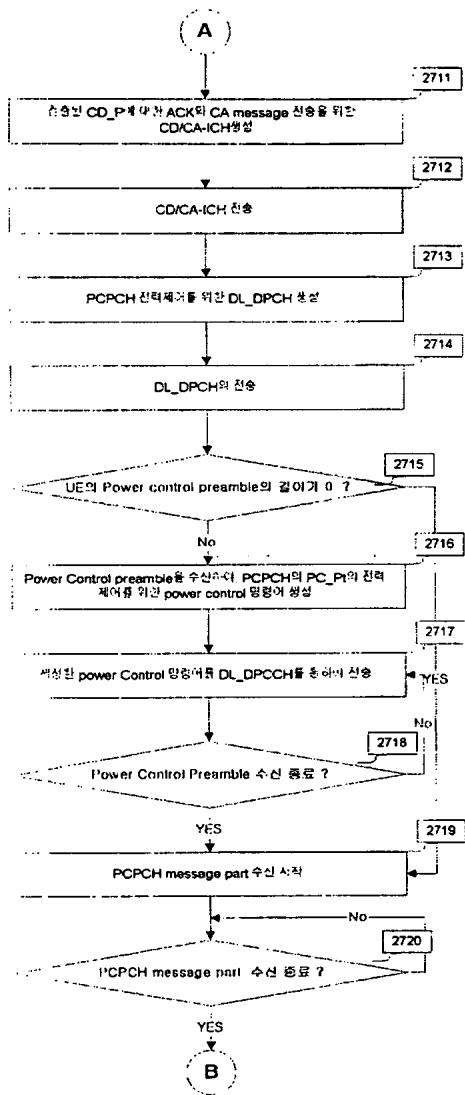 A
2711
검출된 CD_P에 대한 ACK와 CA message 전송을 위한
CD/CA-ICH생성
2712
CD/CA-ICH 전송
2713
PCPCH 전력제어를 위한 DL_DPCH 생성
2714
DL_DPCH의 전송
2715
UE의 Power control preamble의 길이가 0 ?
No
2716
Power Control preamble을 수신하여, PCPCH의 PC_P의 전력
제어를 위한 power control 명령어 생성
2717
생성한 power Control 명령어를 DL_DPCCH를 통하여 전송
YES
No
2718
Power Control Preamble 수신 종료 ?
YES
2719
PCPCH message part 수신 시작
No
2720
PCPCH message part 수신 종료 ?
YES
B